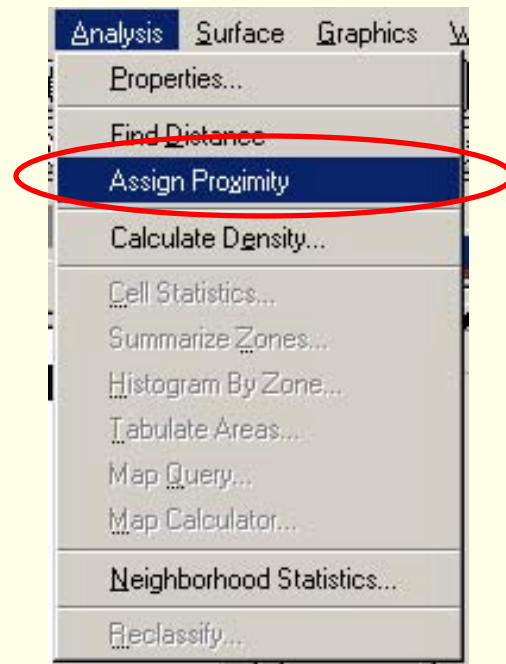 Analysis Surface Graphics W
Properties...
Find Distance
Assign Proximity
Calculate Density...
Cell Statistics...
Summarize Zones...
Histogram By Zone...
Tabulate Areas...
Map Query...
Map Calculator...
Neighborhood Statistics...
Reclassify...